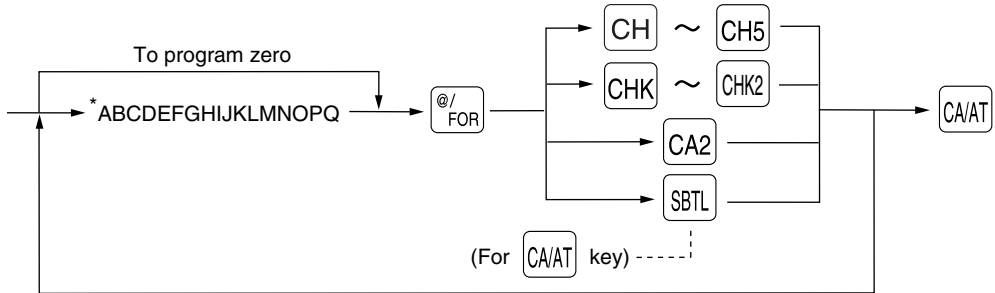 To program zero
*ABCDEFGHIJKLMNOPQ
@/
FOR
CH ~ CH5
CHK ~ CHK2
CA2
SBTL
CA/AT
(For CA/AT key)